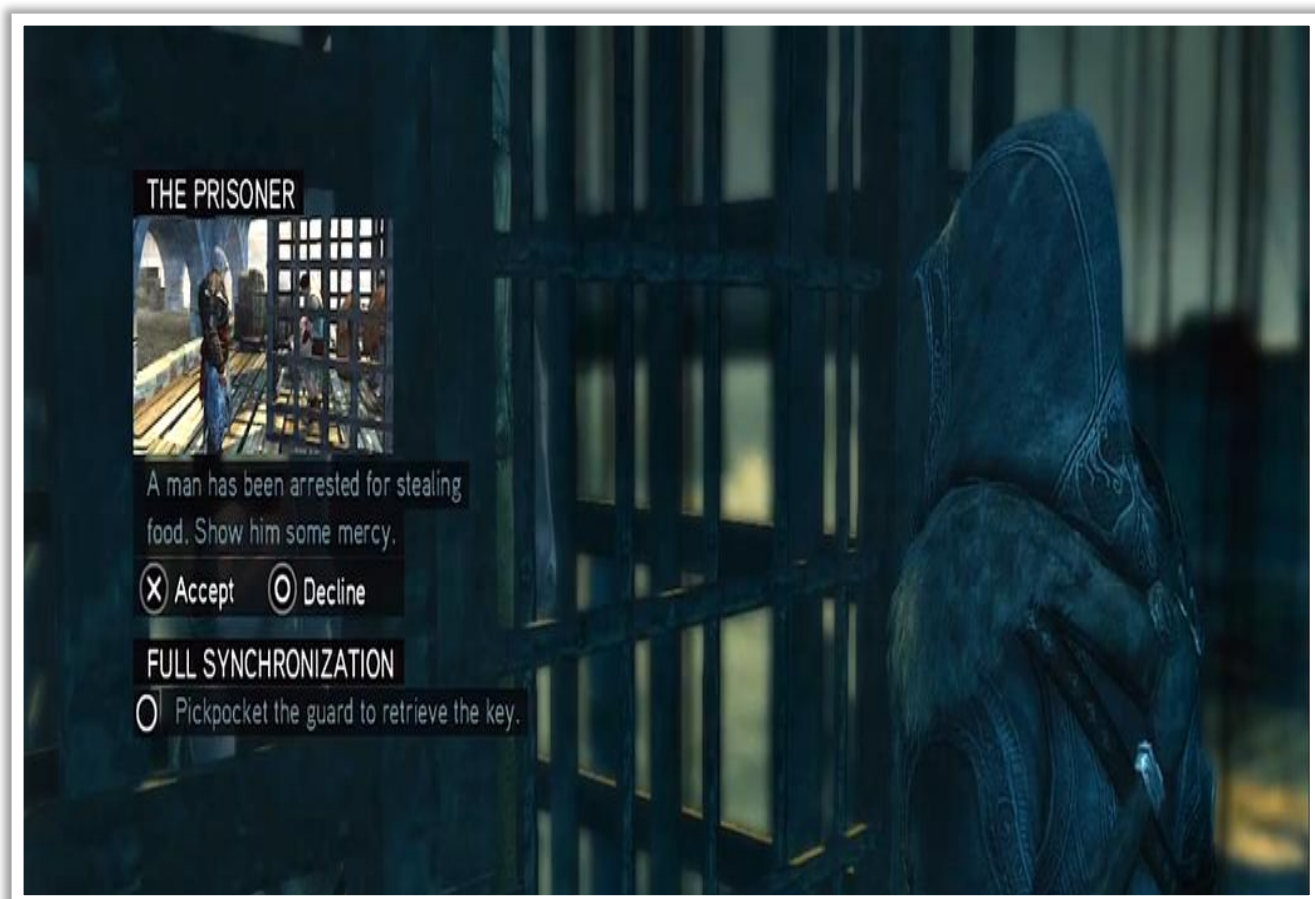 THE PRISONER
A man has been arrested for stealing
food. Show him some mercy.
X Accept O Decline
FULL SYNCHRONIZATION
Pickpocket the guard to retrieve the key.